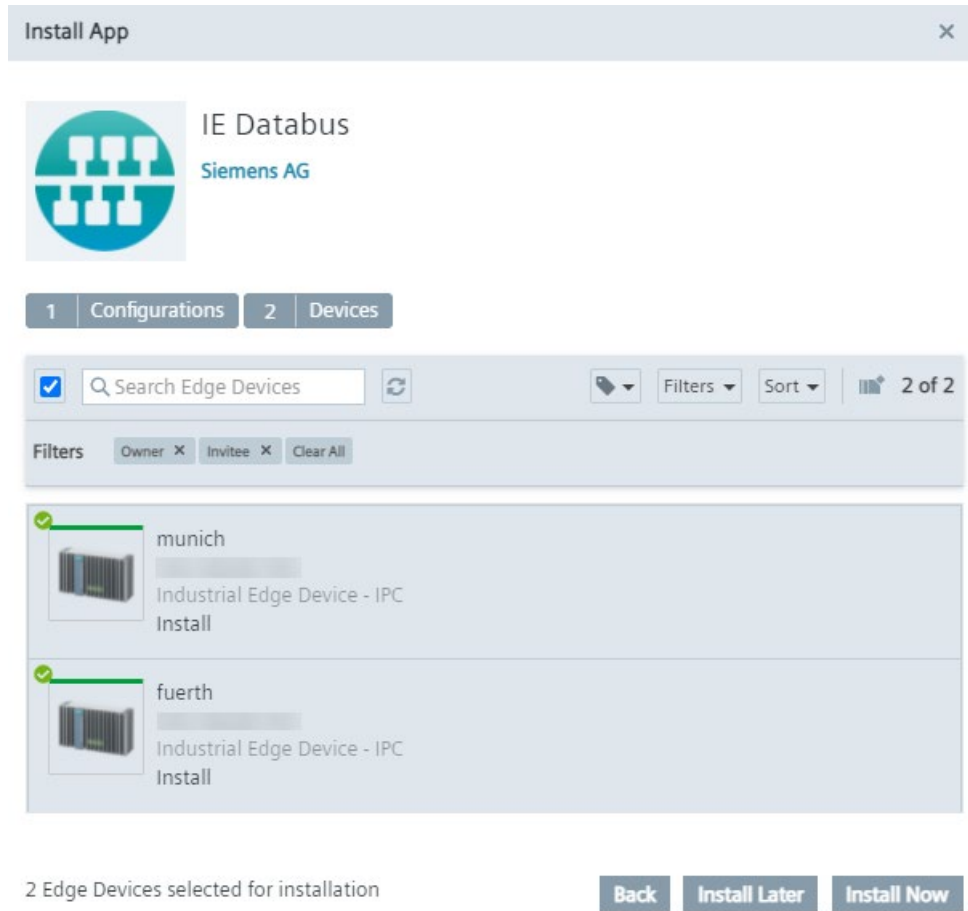 Install App
IE Databus
Siemens AG
1 Configurations 2 Devices
Search Edge Devices Filters Sort 2 of 2
Filters Owner × Invitee × Clear All
munich
Industrial Edge Device - IPC
Install
fuerth
Industrial Edge Device - IPC
Install
2 Edge Devices selected for installation Back Install Later Install Now